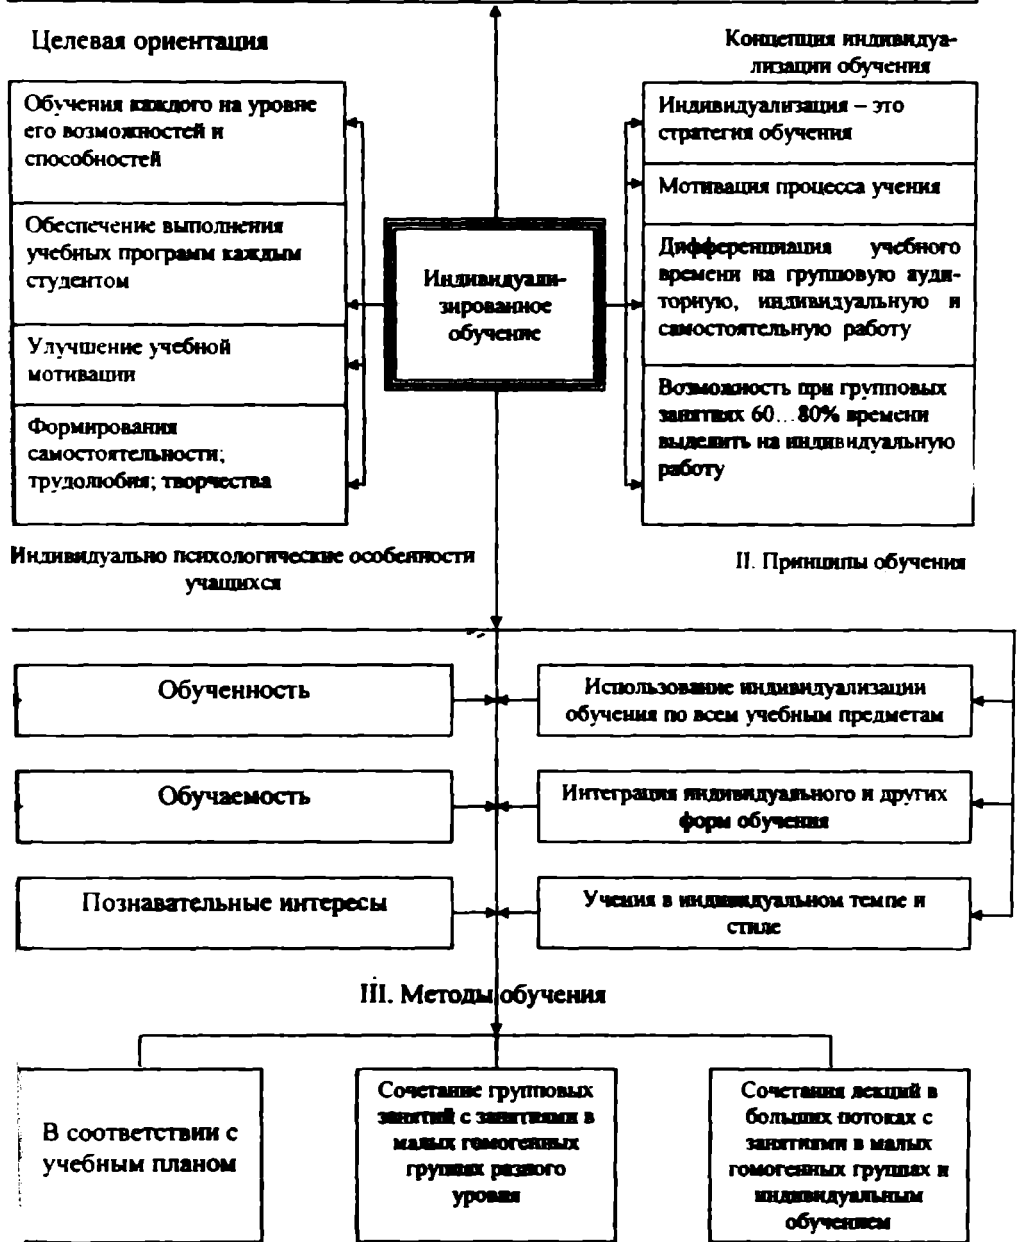 Целевая ориентация
Обучения каждого на уровне
его возможностей и
способностей
Обеспечение выполнения
учебных программ каждым
студентом
Улучшение учебной
мотивации
Формирования
самостоятельности;
трудолюбия; творчества
Индивидуали-
зированное
обучение
Концепция индивидуа-
лизации обучения
Индивидуализация – это
стратегия обучения
Мотивация процесса учения
Дифференциация учебного
времени на групповую ауди-
торную, индивидуальную и
самостоятельную работу
Возможность при групповых
занятиях 60...80% времени
выделить на индивидуальную
работу
Индивидуально психологические особенности
учащихся
II. Принципы обучения
Обученность
Использование индивидуализации
обучения по всем учебным предметам
Обучаемость
Интеграция индивидуального и других
форм обучения
Познавательные интересы
Учения в индивидуальном темпе и
стиле
III. Методы обучения
В соответствии с
учебным планом
Сочетание групповых
занятий с занятиями в
малых гомогенных
группах разного
уровня
Сочетания лекций в
больших потоках с
занятиями в малых
гомогенных группах и
индивидуальным
обучением